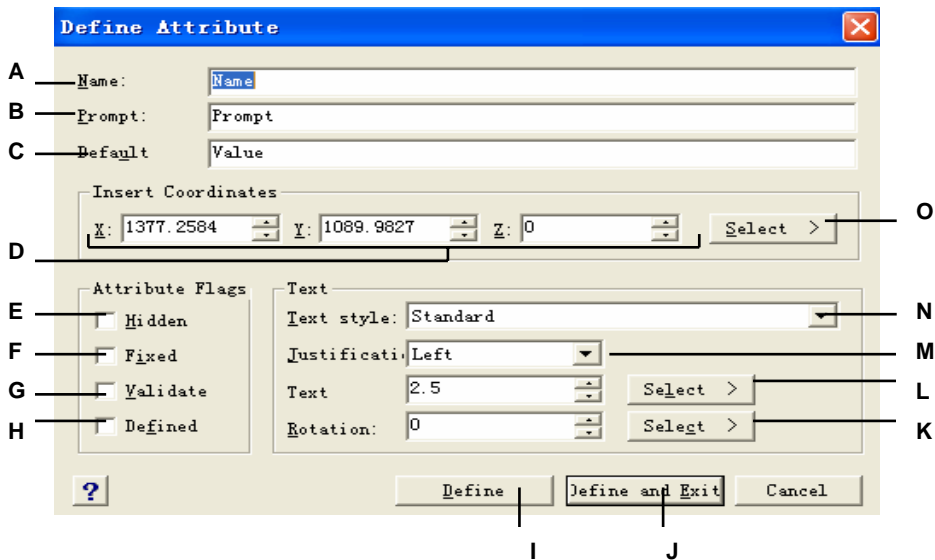 Define Attribute
A Name: Name
B Prompt: Prompt
C Default Value
Insert Coordinates
X: 1377.2584 Y: 1089.9827 Z: 0 Select > O
D
Attribute Flags Text
E Hidden Text style: Standard N
F Fixed Justificati Left M
G Validate Text 2.5 Select > L
H Defined Rotation: 0 Select > K
? Define Define and Exit Cancel
I J